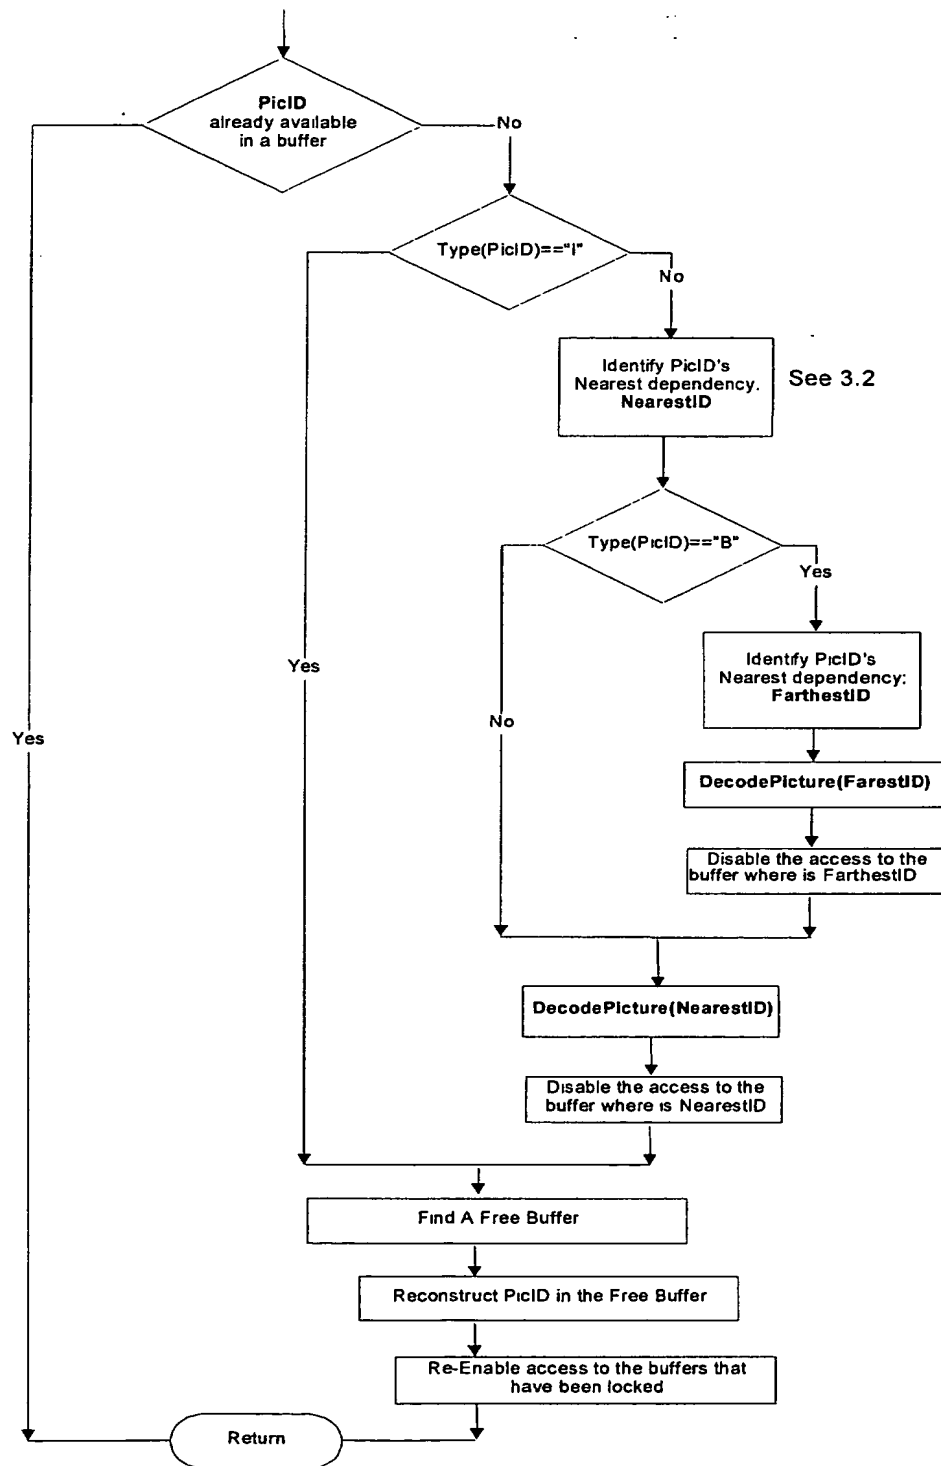 PicID
already available
in a buffer
No
Type(PicID)=="I"
No
Identify PicID's
Nearest dependency.
NearestID
See 3.2
Type(PicID)=="B"
Yes
Identify PicID's
Nearest dependency:
FarthestID
Yes
No
Yes
DecodePicture(FarestID)
Disable the access to the
buffer where is FarthestID
DecodePicture(NearestID)
Disable the access to the
buffer where is NearestID
Find A Free Buffer
Reconstruct PicID in the Free Buffer
Re-Enable access to the buffers that
have been locked
Return